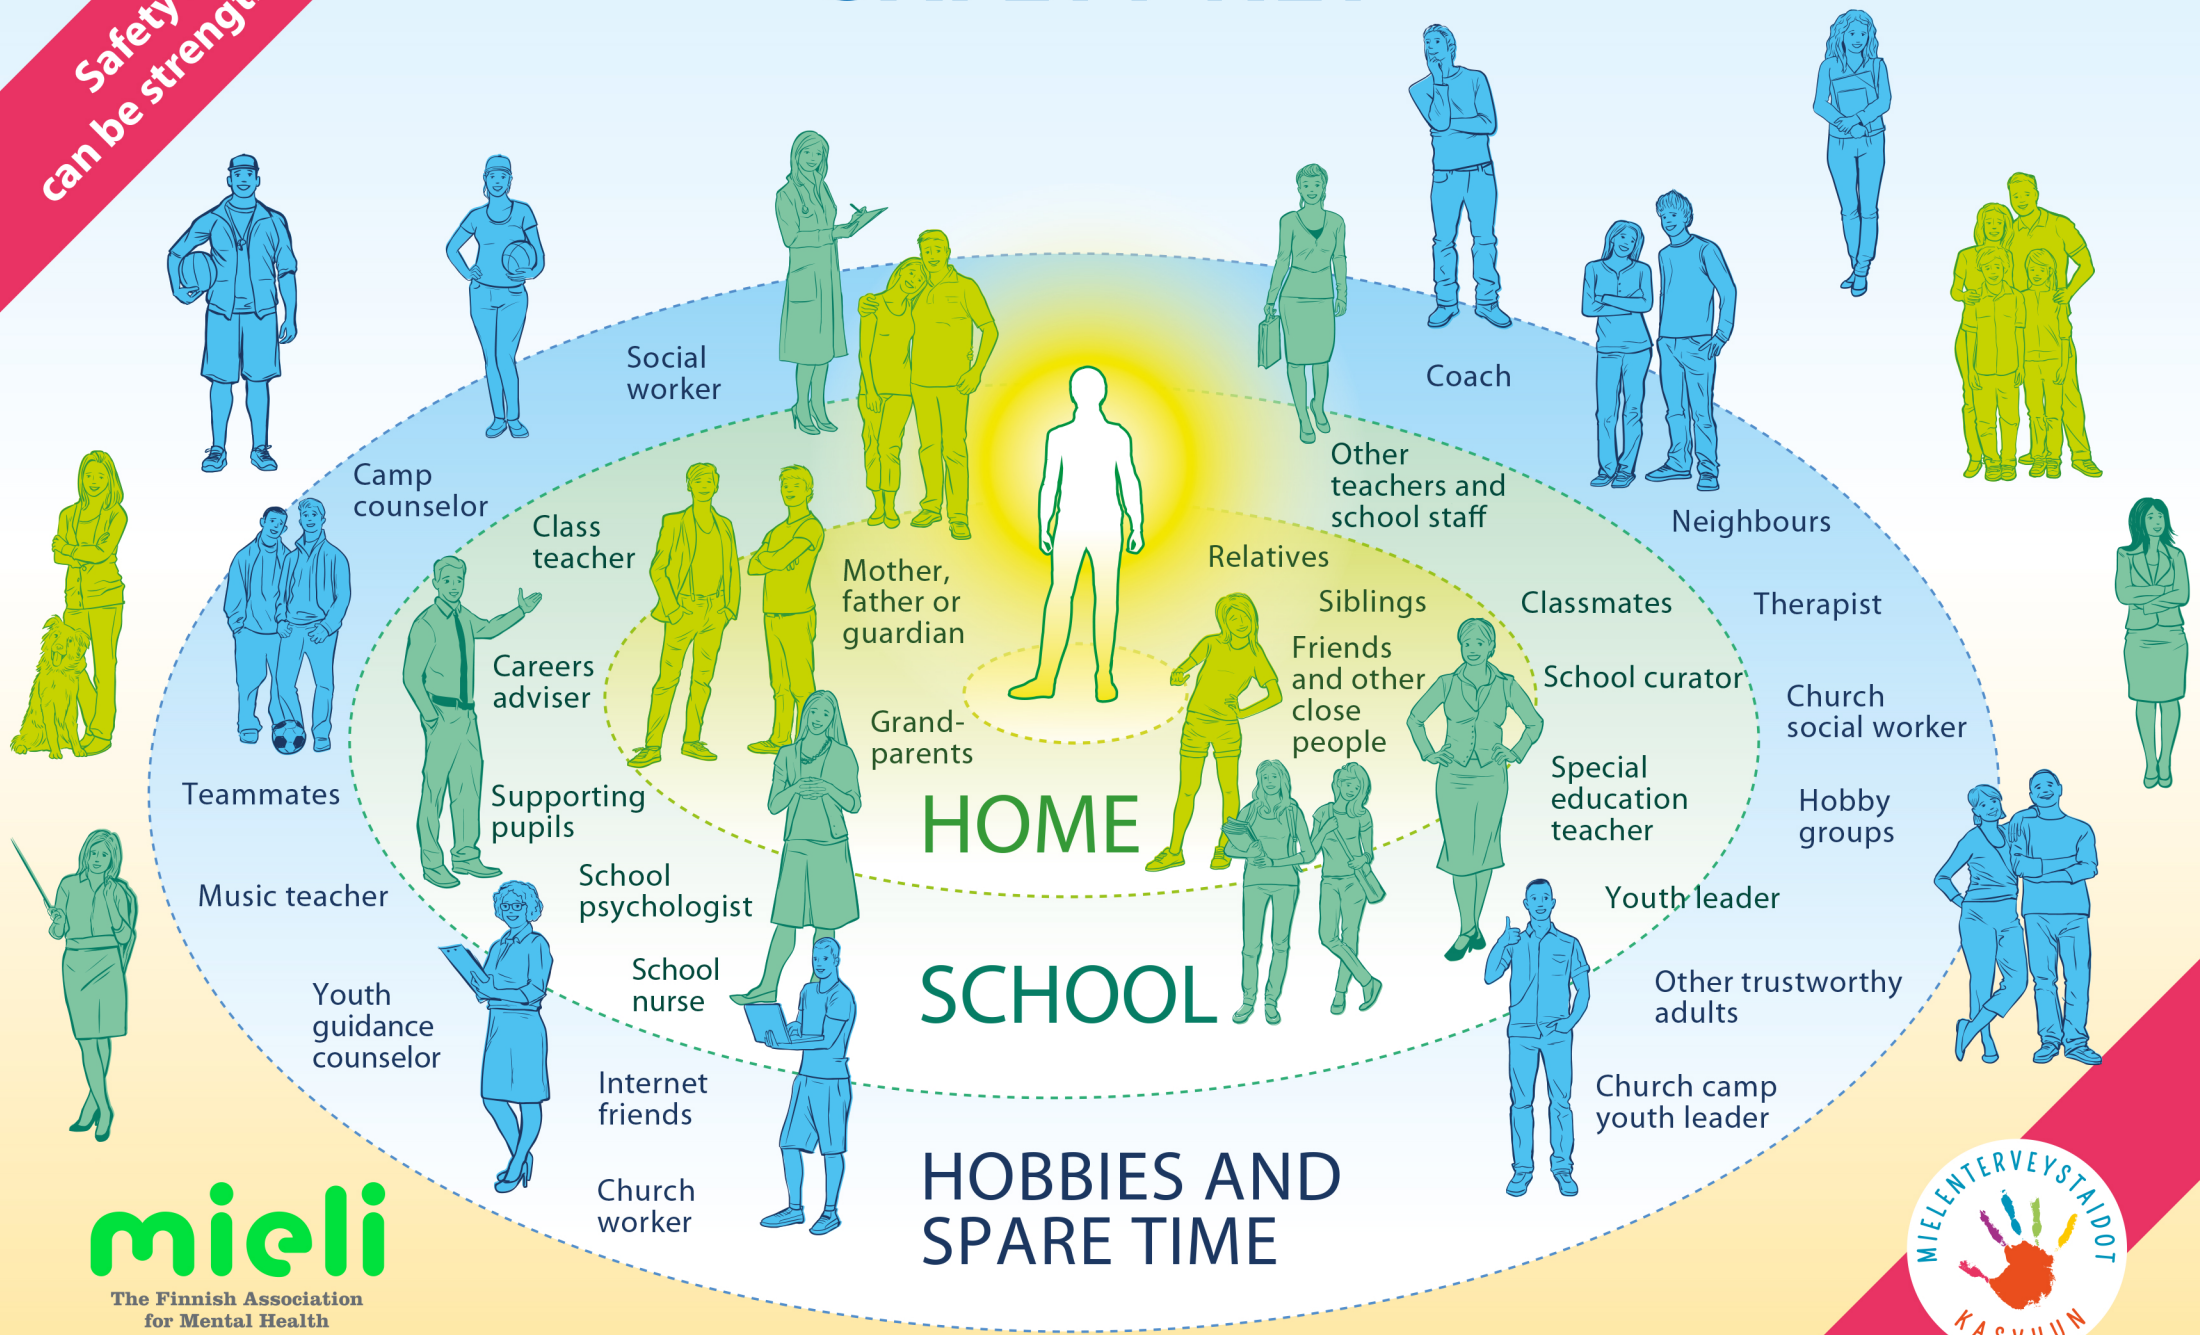 Safety
can be streng
Social
worker
Coach
Camp
counselor
Class
teacher
Other
teachers and
school staff
Neighbours
Mother,
father or
guardian
Relatives
Siblings
Classmates
Therapist
Friends
and other
close
people
School curator
Careers
adviser
Church
social worker
Grand-
parents
Special
education
teacher
Teammates
Supporting
pupils
HOME
Hobby
groups
Music teacher
School
psychologist
Youth leader
School
nurse
SCHOOL
Other trustworthy
adults
Youth
guidance
counselor
Internet
friends
Church camp
youth leader
Church
worker
HOBBIES AND
SPARE TIME
mieli
The Finnish Association
for Mental Health
MIELENTERVEYSTAIDOT
KASVUUN